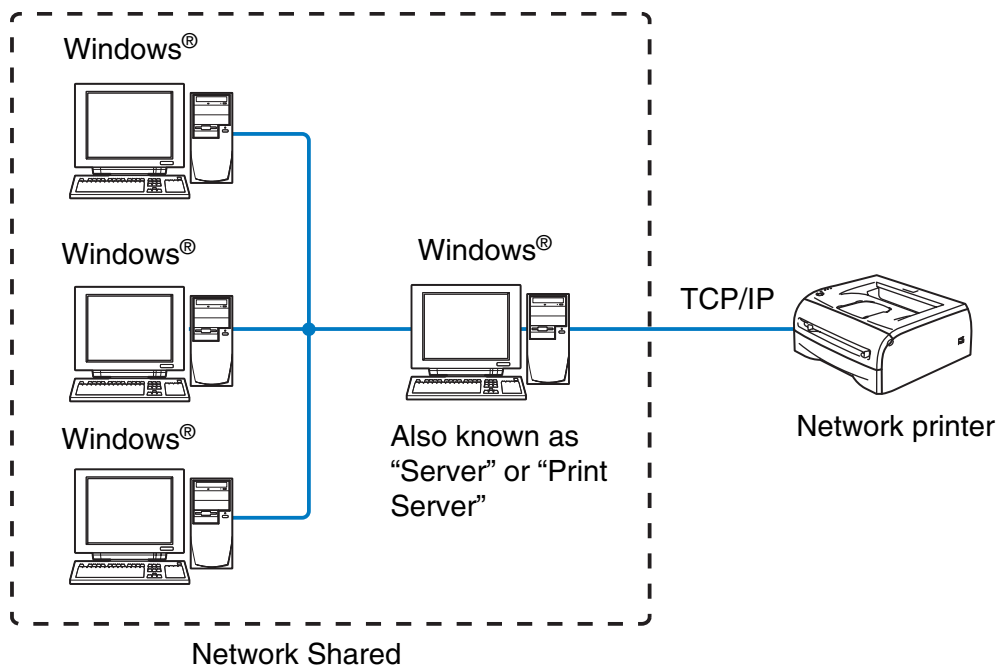 Windows®
Windows®
Windows®
Windows®
Also known as
“Server” or “Print
Server”
TCP/IP
Network printer
Network Shared